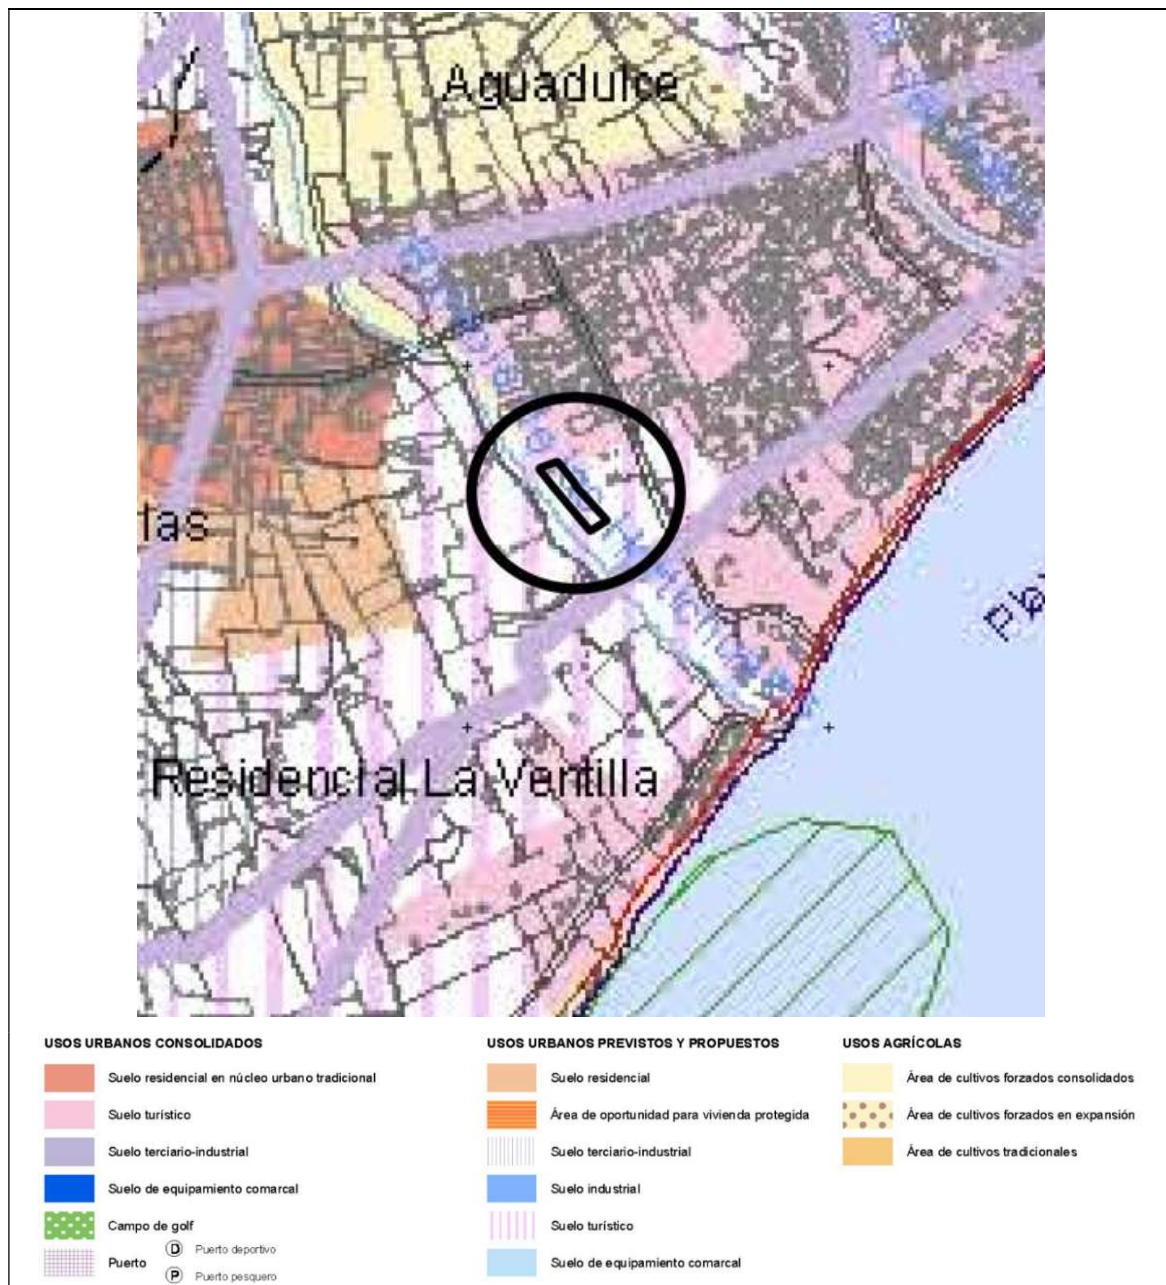 Aguadulce
las
Residencial La Ventilla
USOS URBANOS CONSOLIDADOS
Suelo residencial en núcleo urbano tradicional
Suelo turístico
Suelo terciario-industrial
Suelo de equipamiento comarcal
Campo de golf
Puerto
D Puerto deportivo
P Puerto pesquero
USOS URBANOS PREVISTOS Y PROPUESTOS
Suelo residencial
Área de oportunidad para vivienda protegida
Suelo terciario-industrial
Suelo industrial
Suelo turístico
Suelo de equipamiento comarcal
USOS AGRÍCOLAS
Área de cultivos forzados consolidados
Área de cultivos forzados en expansión
Área de cultivos tradicionales